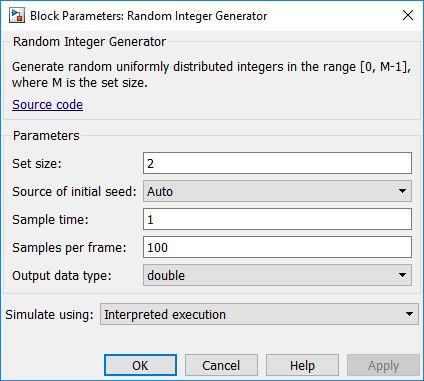 Block Parameters: Random Integer Generator
Random Integer Generator
Generate random uniformly distributed integers in the range [0, M-1],
where M is the set size.
Source code
Parameters
Set size: 2
Source of initial seed: Auto
Sample time: 1
Samples per frame: 100
Output data type: double
Simulate using: Interpreted execution
OK Cancel Help Apply